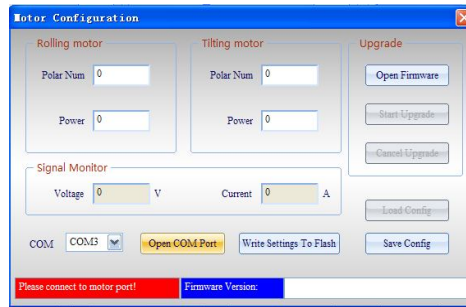 Motor Configuration
Rolling motor
Polar Num 0
Power 0
Tilting motor
Polar Num 0
Power 0
Upgrade
Open Firmware
Start Upgrade
Cancel Upgrade
Signal Monitor
Voltage 0 V
Current 0 A
Load Config
COM COM3 Open COM Port Write Settings To Flash Save Config
Please connect to motor port! Firmware Version: